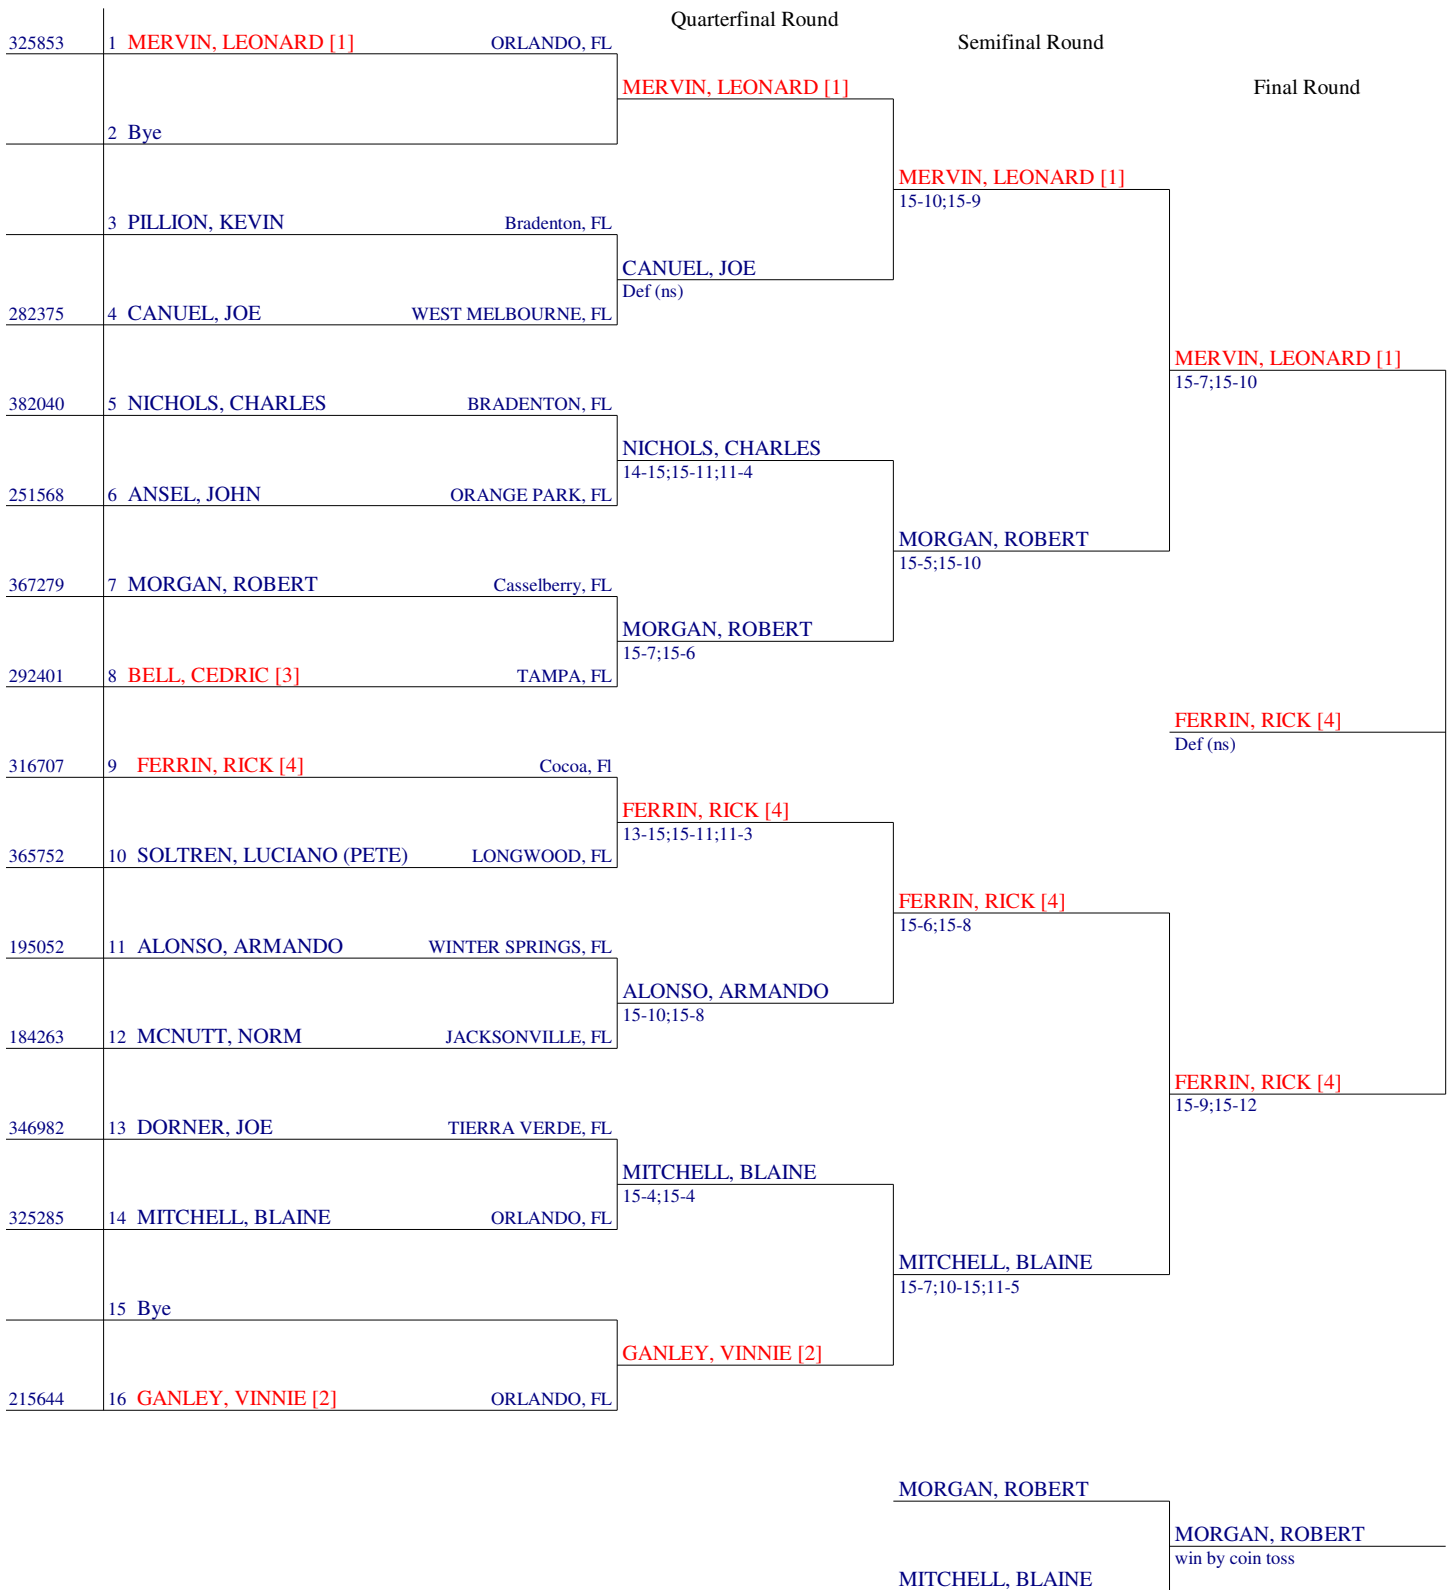 Quarterfinal Round
Semifinal Round
Final Round
325853 1 MERVIN, LEONARD [1] ORLANDO, FL
MERVIN, LEONARD [1]
2 Bye
MERVIN, LEONARD [1]
15-10;15-9
3 PILLION, KEVIN Bradenton, FL
CANUEL, JOE
Def (ns)
282375 4 CANUEL, JOE WEST MELBOURNE, FL
MERVIN, LEONARD [1]
15-7;15-10
382040 5 NICHOLS, CHARLES BRADENTON, FL
NICHOLS, CHARLES
14-15;15-11;11-4
251568 6 ANSEL, JOHN ORANGE PARK, FL
MORGAN, ROBERT
15-5;15-10
367279 7 MORGAN, ROBERT Casselberry, FL
MORGAN, ROBERT
15-7;15-6
292401 8 BELL, CEDRIC [3] TAMPA, FL
FERRIN, RICK [4]
Def (ns)
316707 9 FERRIN, RICK [4] Cocoa, Fl
FERRIN, RICK [4]
13-15;15-11;11-3
365752 10 SOLTREN, LUCIANO (PETE) LONGWOOD, FL
FERRIN, RICK [4]
15-6;15-8
195052 11 ALONSO, ARMANDO WINTER SPRINGS, FL
ALONSO, ARMANDO
15-10;15-8
184263 12 MCNUTT, NORM JACKSONVILLE, FL
FERRIN, RICK [4]
15-9;15-12
346982 13 DORNER, JOE TIERRA VERDE, FL
MITCHELL, BLAINE
15-4;15-4
325285 14 MITCHELL, BLAINE ORLANDO, FL
MITCHELL, BLAINE
15-7;10-15;11-5
15 Bye
GANLEY, VINNIE [2]
215644 16 GANLEY, VINNIE [2] ORLANDO, FL
MORGAN, ROBERT
MORGAN, ROBERT
win by coin toss
MITCHELL, BLAINE